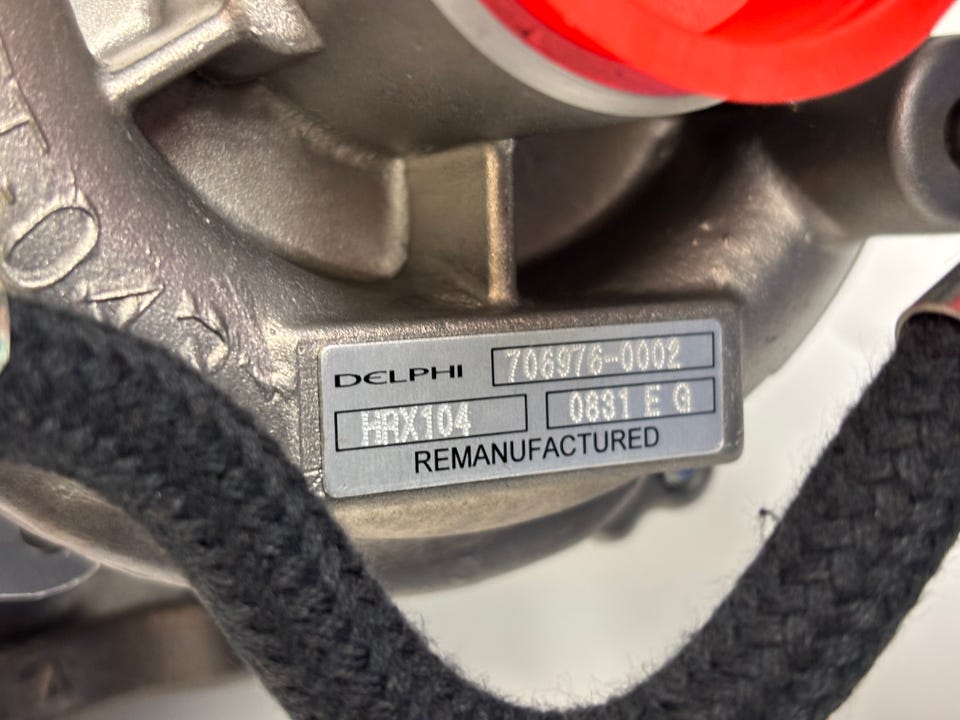 DELPHI 706976-0002
HRX104 0831 E G
REMANUFACTURED